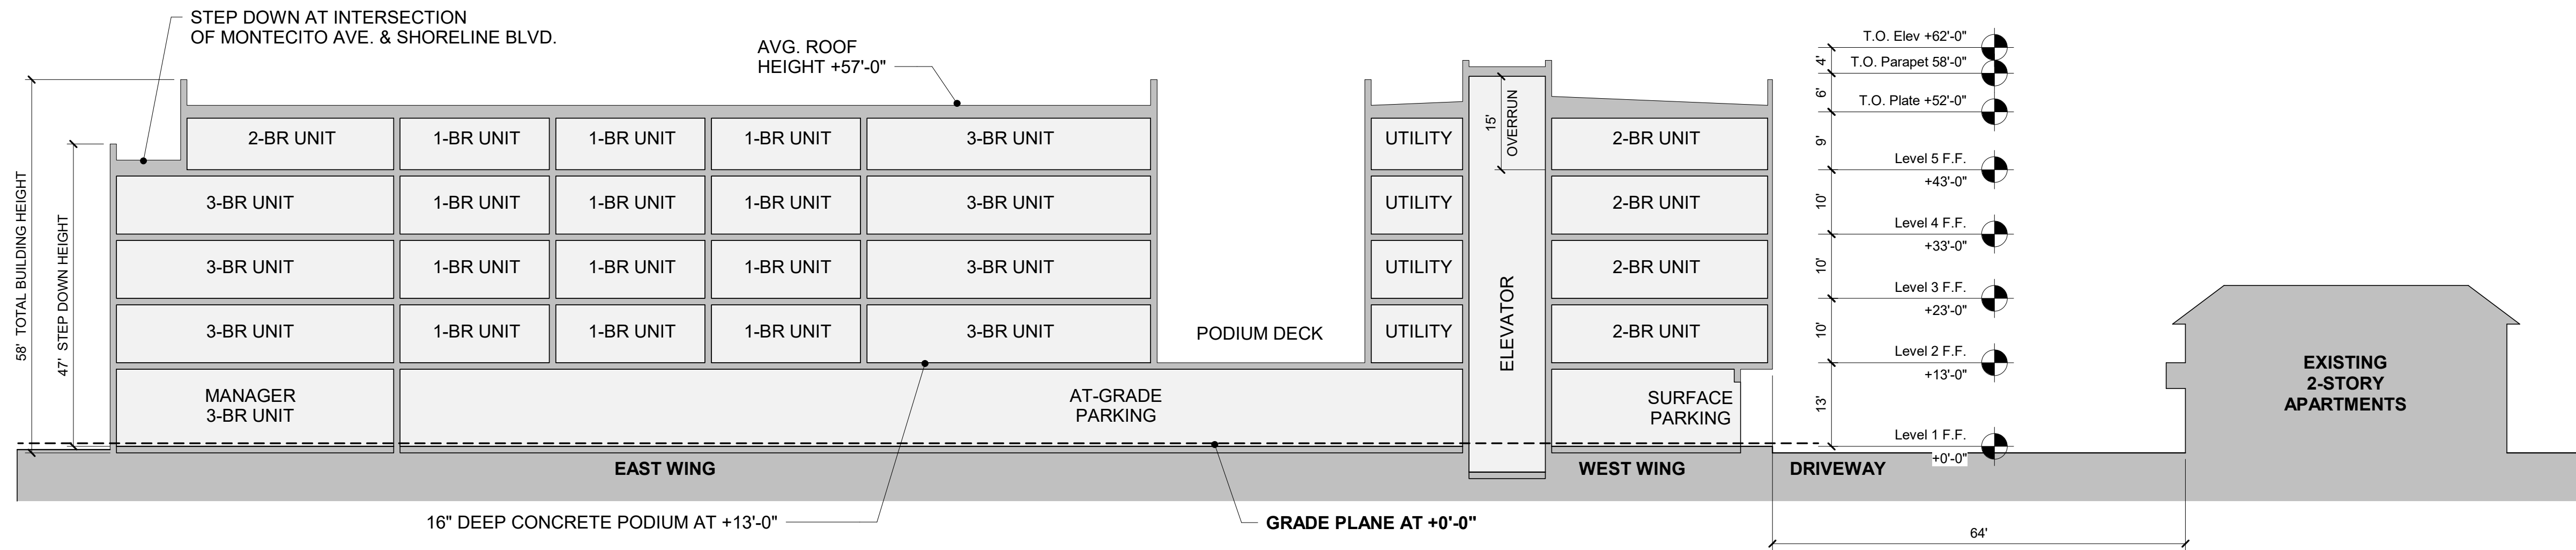 STEP DOWN AT INTERSECTION
OF MONTECITO AVE. & SHORELINE BLVD.
AVG. ROOF
HEIGHT +57'-0"
T.O. Elev +62'-0"
T.O. Parapet 58'-0"
T.O. Plate +52'-0"
4'
6'
9'
2-BR UNIT
1-BR UNIT
1-BR UNIT
1-BR UNIT
3-BR UNIT
UTILITY
15'
OVERRUN
2-BR UNIT
Level 5 F.F.
+43'-0"
10'
3-BR UNIT
1-BR UNIT
1-BR UNIT
1-BR UNIT
3-BR UNIT
UTILITY
2-BR UNIT
Level 4 F.F.
+33'-0"
10'
3-BR UNIT
1-BR UNIT
1-BR UNIT
1-BR UNIT
3-BR UNIT
UTILITY
2-BR UNIT
Level 3 F.F.
+23'-0"
10'
3-BR UNIT
1-BR UNIT
1-BR UNIT
1-BR UNIT
3-BR UNIT
PODIUM DECK
UTILITY
ELEVATOR
2-BR UNIT
Level 2 F.F.
+13'-0"
13'
58' TOTAL BUILDING HEIGHT
47' STEP DOWN HEIGHT
MANAGER
3-BR UNIT
AT-GRADE
PARKING
SURFACE
PARKING
Level 1 F.F.
+0'-0"
EXISTING
2-STORY
APARTMENTS
EAST WING
WEST WING
DRIVEWAY
16" DEEP CONCRETE PODIUM AT +13'-0"
GRADE PLANE AT +0'-0"
64'